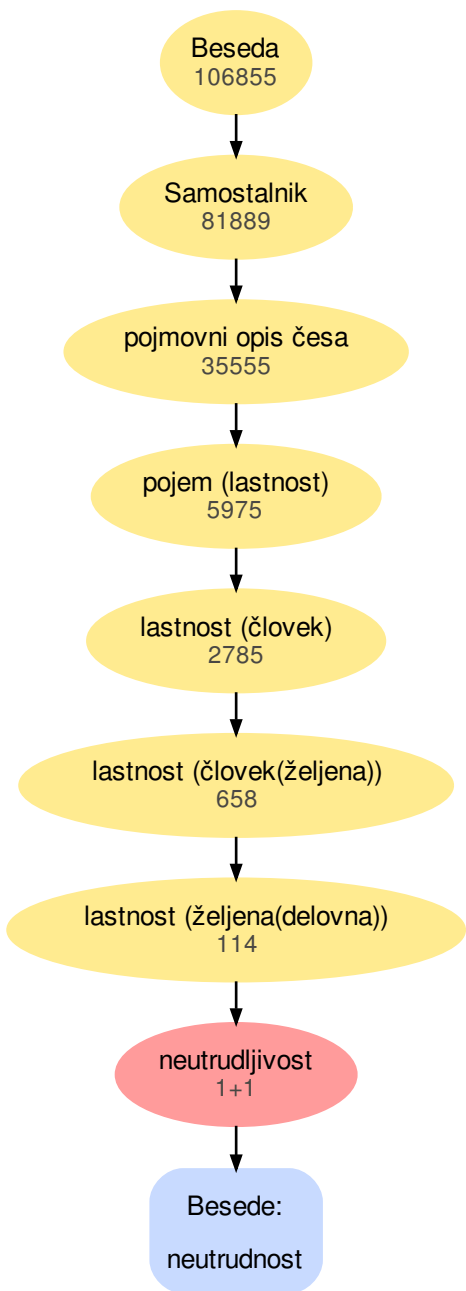 Beseda
106855
Samostalnik
81889
pojmovni opis česa
35555
pojem (lastnost)
5975
lastnost (človek)
2785
lastnost (človek(željena))
658
lastnost (željena(delovna))
114
neutrudljivost
1+1
Besede:
neutrudnost